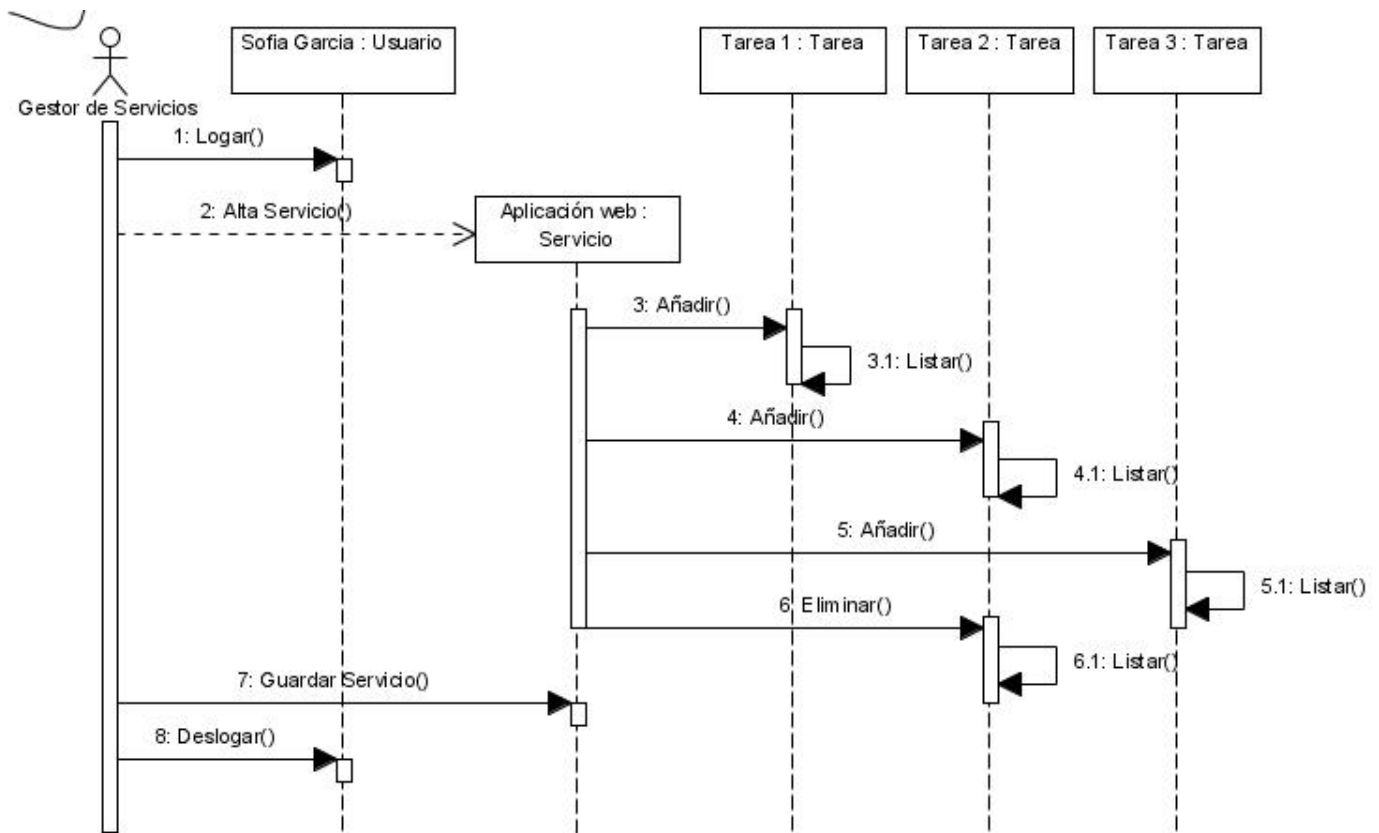 Sofia Garcia : Usuario
Tarea 1 : Tarea
Tarea 2 : Tarea
Tarea 3 : Tarea
Gestor de Servicios
1: Logar()
2: Alta Servicio()
Aplicación web :
Servicio
3: Añadir()
3.1: Listar()
4: Añadir()
4.1: Listar()
5: Añadir()
5.1: Listar()
6: Eliminar()
6.1: Listar()
7: Guardar Servicio()
8: Deslogar()